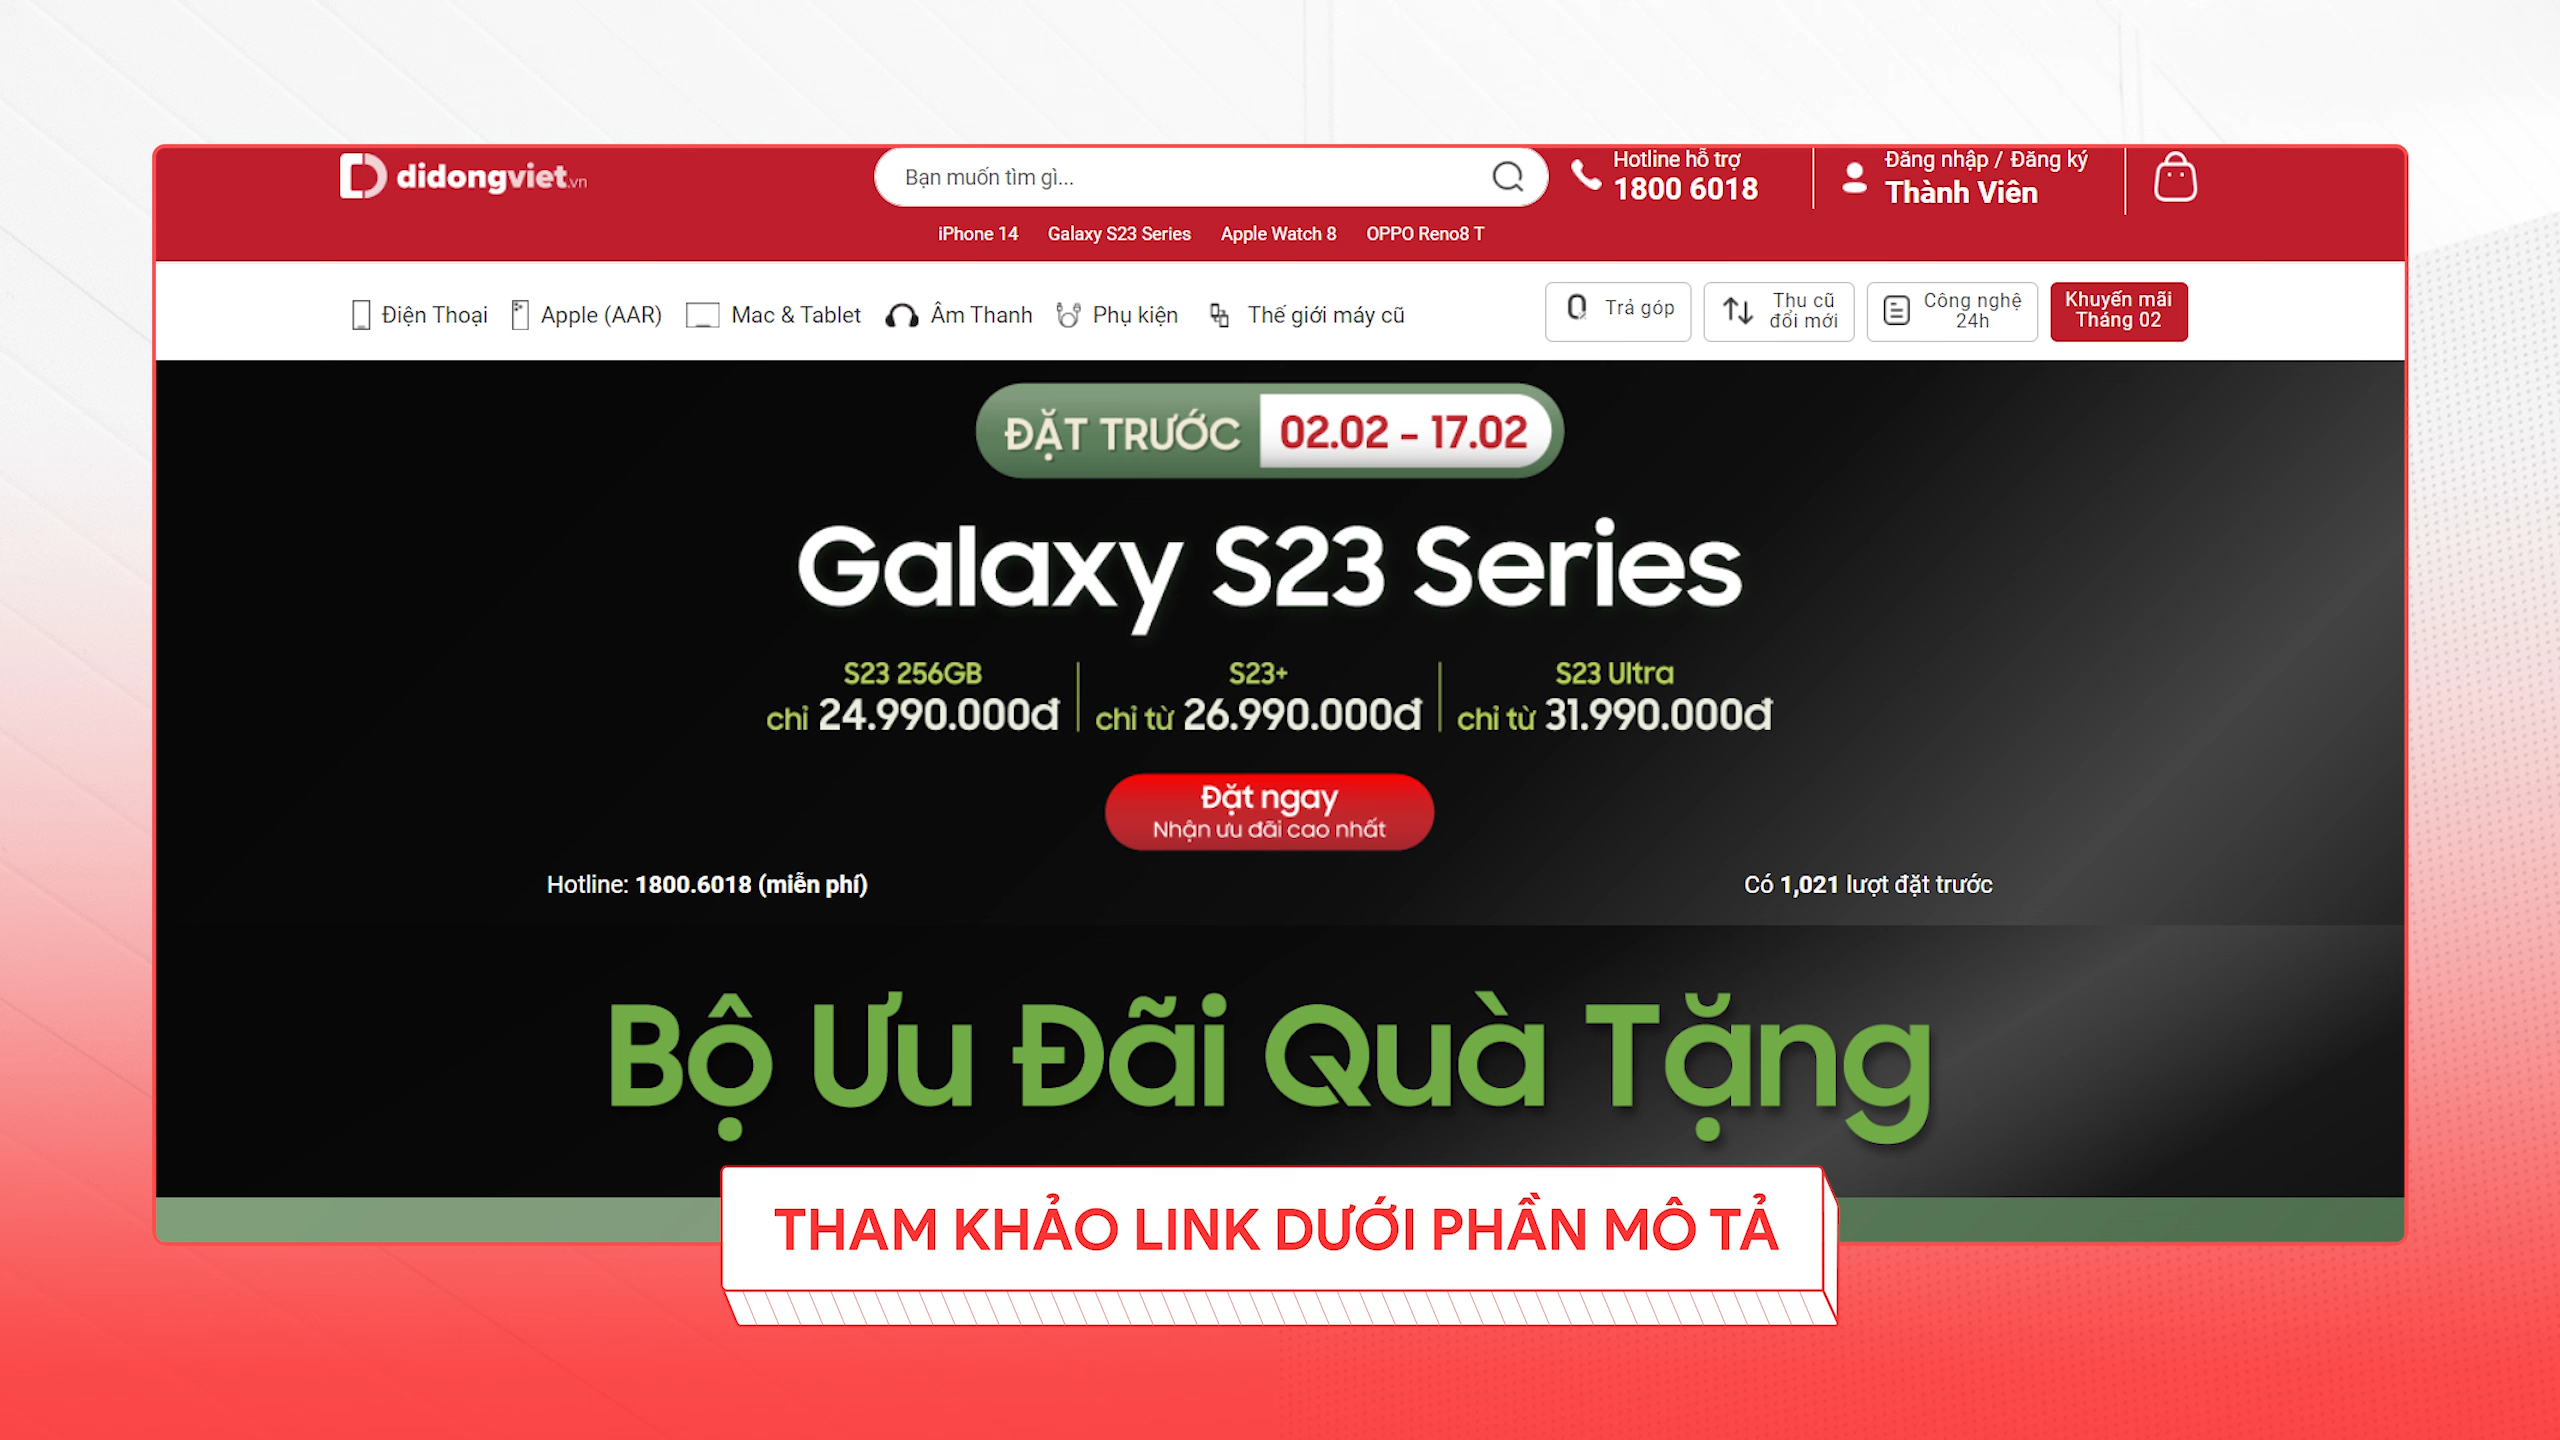 didongviet.vn
Bạn muốn tìm gì...
Hotline hỗ trợ
1800 6018
Đăng nhập / Đăng ký
Thành Viên
iPhone 14 Galaxy S23 Series Apple Watch 8 OPPO Reno8 T
Điện Thoại Apple (AAR) Mac & Tablet Âm Thanh Phụ kiện Thế giới máy cũ
Trả góp
Thu cũ
đổi mới
Công nghệ
24h
Khuyến mãi
Tháng 02
ĐẶT TRƯỚC 02.02 - 17.02
Galaxy S23 Series
S23 256GB
chỉ 24.990.000đ
S23+
chỉ từ 26.990.000đ
S23 Ultra
chỉ từ 31.990.000đ
Đặt ngay
Nhận ưu đãi cao nhất
Hotline: 1800.6018 (miễn phí)
Có 1,021 lượt đặt trước
Bộ Ưu Đãi Quà Tặng
THAM KHẢO LINK DƯỚI PHẦN MÔ TẢ